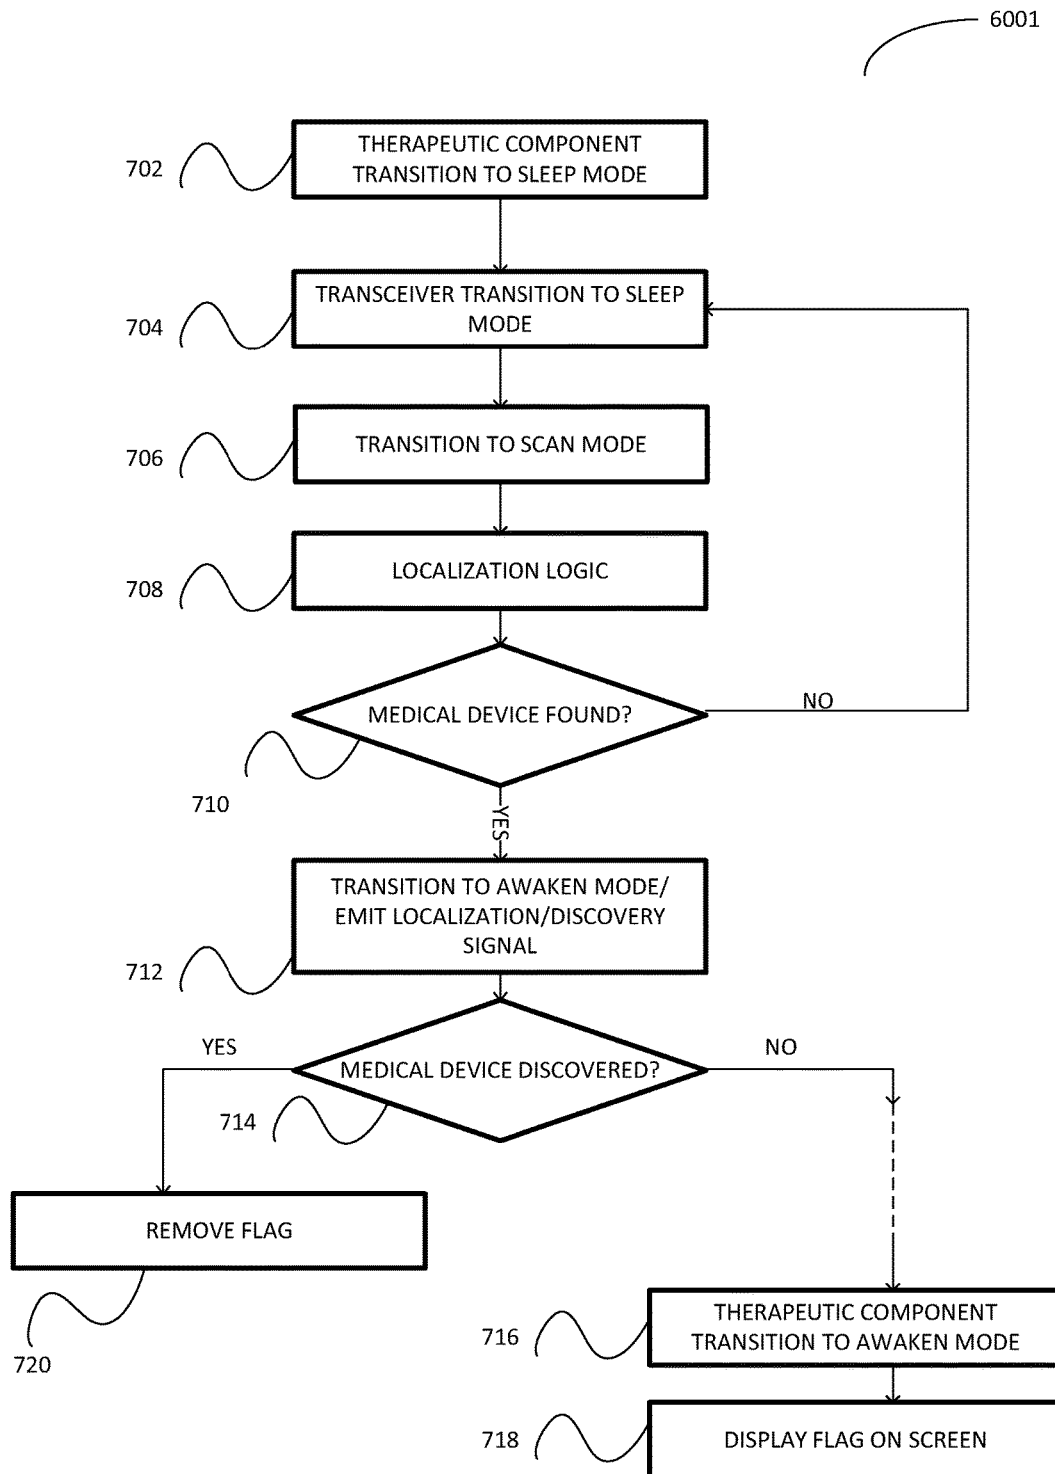 6001
THERAPEUTIC COMPONENT
TRANSITION TO SLEEP MODE
702
TRANSCEIVER TRANSITION TO SLEEP
MODE
704
TRANSITION TO SCAN MODE
706
LOCALIZATION LOGIC
708
MEDICAL DEVICE FOUND?
NO
710
YES
TRANSITION TO AWAKEN MODE/
EMIT LOCALIZATION/DISCOVERY
SIGNAL
712
YES
NO
MEDICAL DEVICE DISCOVERED?
714
REMOVE FLAG
720
THERAPEUTIC COMPONENT
TRANSITION TO AWAKEN MODE
716
DISPLAY FLAG ON SCREEN
718